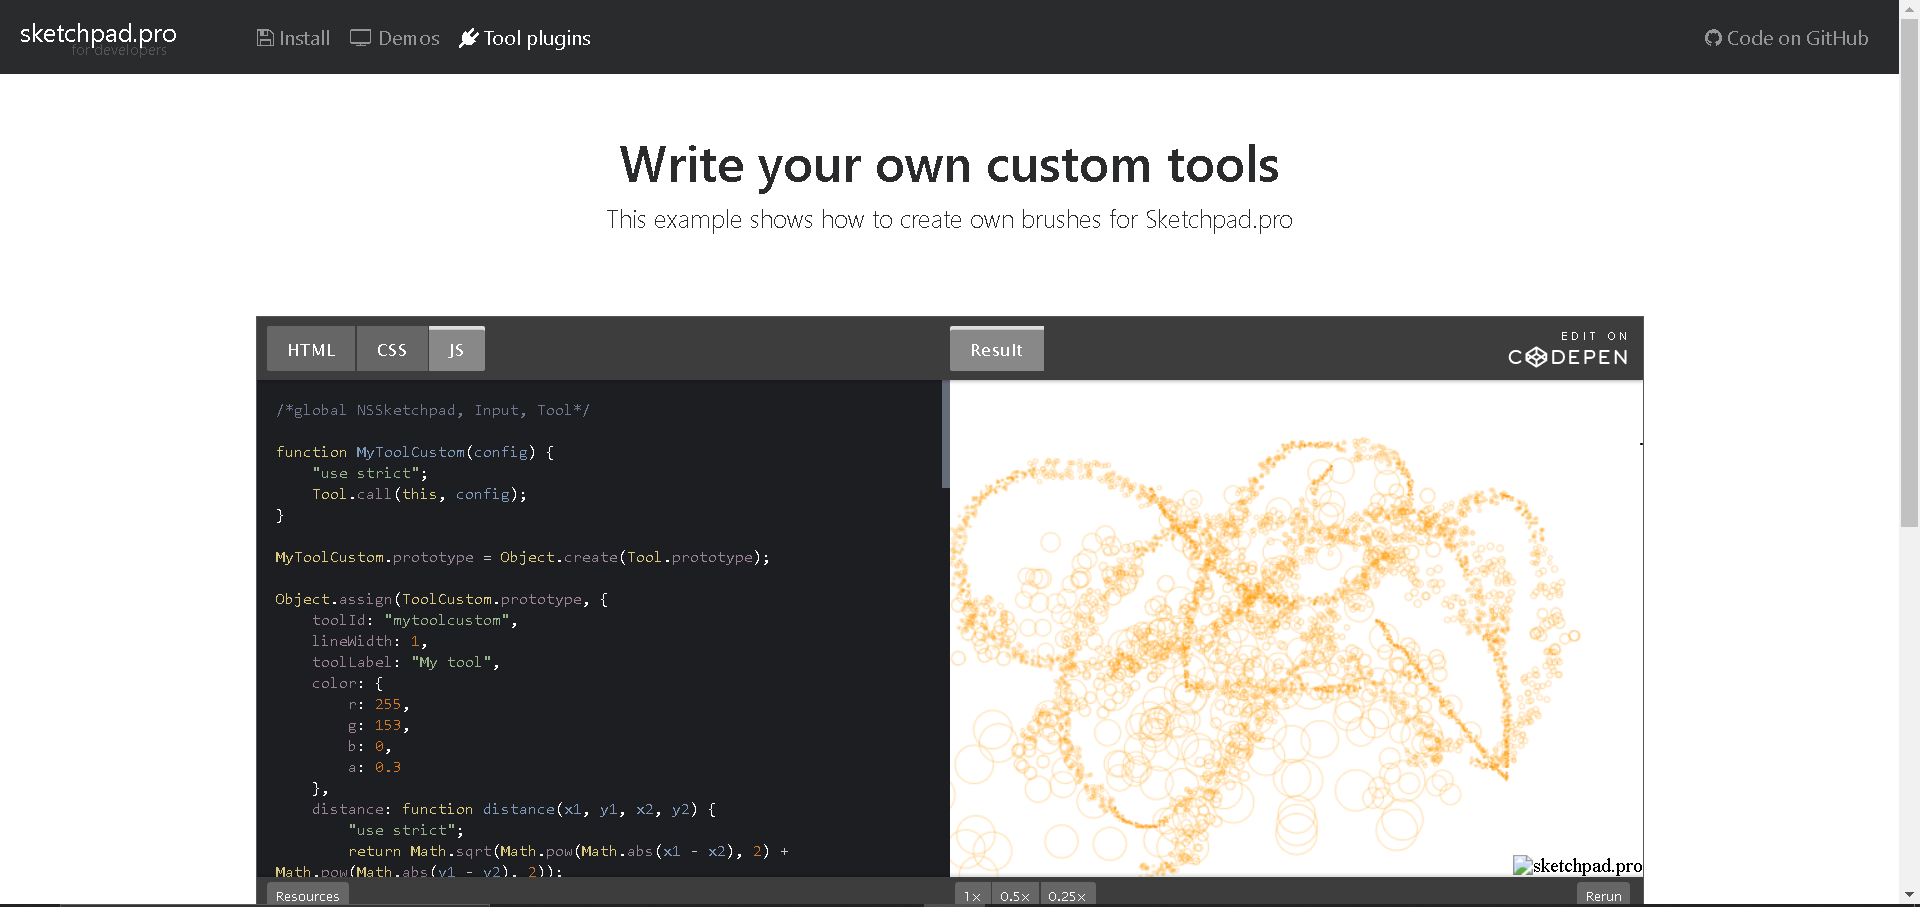 sketchpad.pro
for developers
Install
Demos
Tool plugins
Code on GitHub
Write your own custom tools
This example shows how to create own brushes for Sketchpad.pro
HTML
CSS
JS
Result
EDIT ON
CODEPEN
/*global NSSketchpad, Input, Tool*/
function MyToolCustom(config) {
"use strict";
Tool.call(this, config);
}
MyToolCustom.prototype = Object.create(Tool.prototype);
Object.assign(ToolCustom.prototype, {
toolId: "mytoolcustom",
lineWidth: 1,
toolLabel: "My tool",
color: {
r: 255,
g: 153,
b: 0,
a: 0.3
},
distance: function distance(x1, y1, x2, y2) {
"use strict";
return Math.sqrt(Math.pow(Math.abs(x1 - x2), 2) +
Math.pow(Math.abs(y1 - y2), 2));
sketchpad.pro
Resources
1×
0.5×
0.25×
Rerun